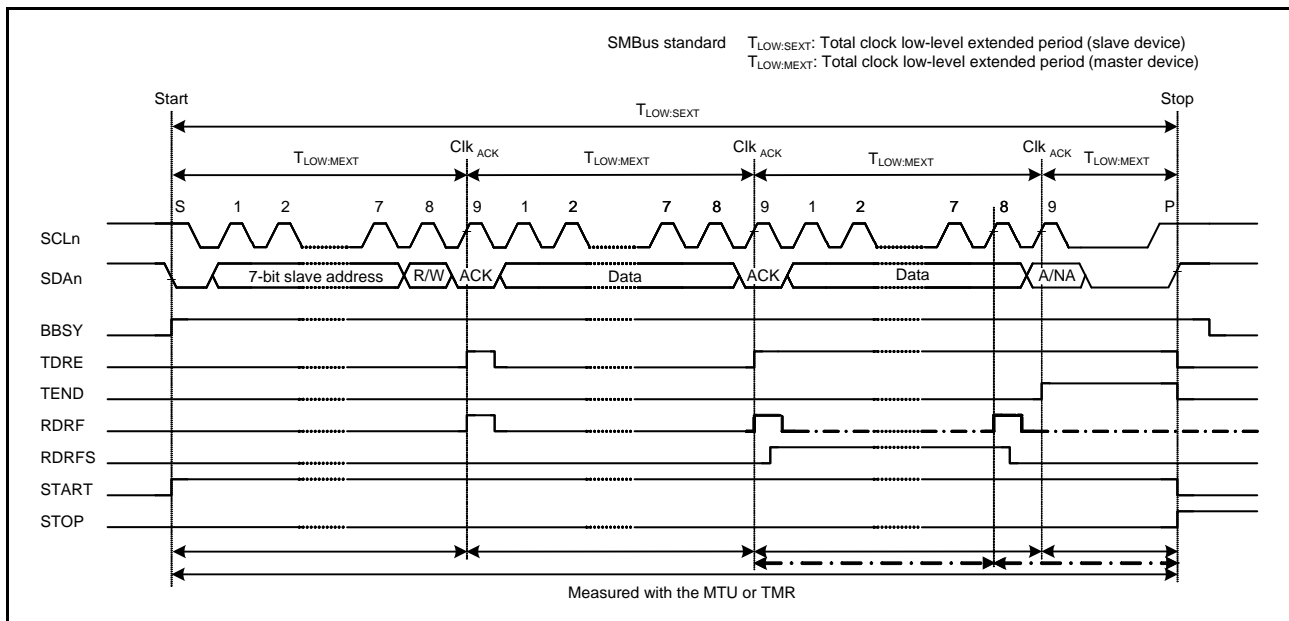 SMBus standard T_LOW:SEXT: Total clock low-level extended period (slave device)
T_LOW:MEXT: Total clock low-level extended period (master device)
Start Stop
T_LOW:SEXT
Clk ACK Clk ACK Clk ACK
T_LOW:MEXT T_LOW:MEXT T_LOW:MEXT T_LOW:MEXT
S 1 2 7 8 9 1 2 7 8 9 1 2 7 8 9 P
SCLn
SDAn 7-bit slave address R/W ACK Data ACK Data A/NA
BBSY
TDRE
TEND
RDRF
RDRFS
START
STOP
Measured with the MTU or TMR